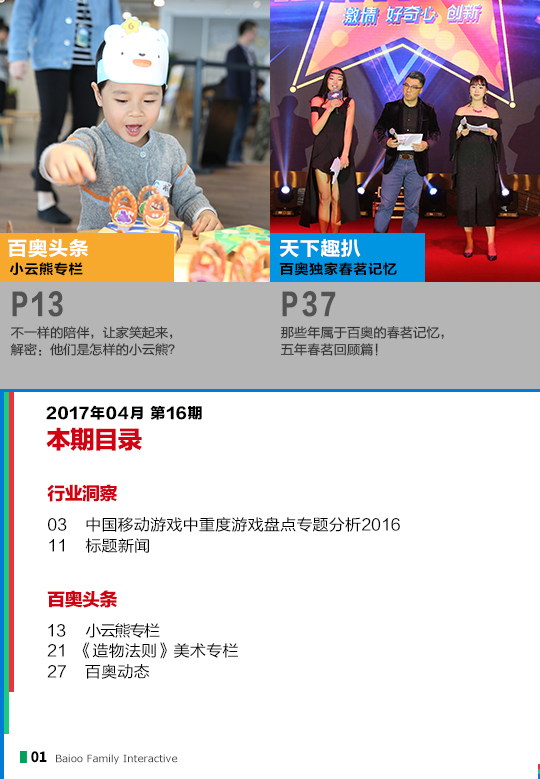 6
激情 好奇心 创新
百奥头条
小云熊专栏
天下趣扒
百奥独家春茗记忆
P13
不一样的陪伴，让家笑起来，
解密：他们是怎样的小云熊？
P37
那些年属于百奥的春茗记忆，
五年春茗回顾篇！
2017年04月 第16期
本期目录
行业洞察
03 中国移动游戏中重度游戏盘点专题分析2016
11 标题新闻
百奥头条
13 小云熊专栏
21 《造物法则》美术专栏
27 百奥动态
01 Baioo Family Interactive